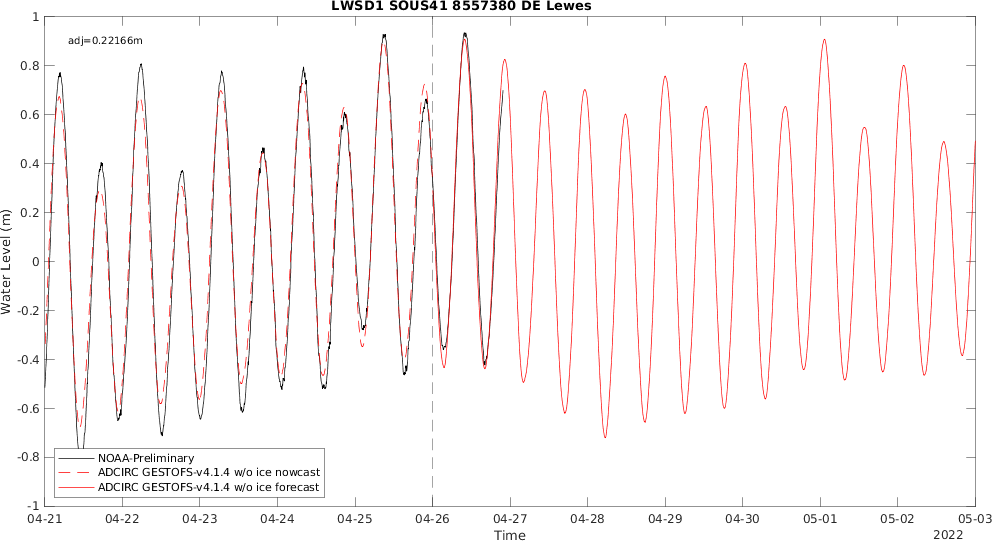 LWSD1 SOUS41 8557380 DE Lewes
adj=0.22166m
Water Level (m)
1
0.8
0.6
0.4
0.2
0
-0.2
-0.4
-0.6
-0.8
-1
NOAA-Preliminary
ADCIRC GESTOFS-v4.1.4 w/o ice nowcast
ADCIRC GESTOFS-v4.1.4 w/o ice forecast
04-21 04-22 04-23 04-24 04-25 04-26 04-27 04-28 04-29 04-30 05-01 05-02 05-03
Time
2022